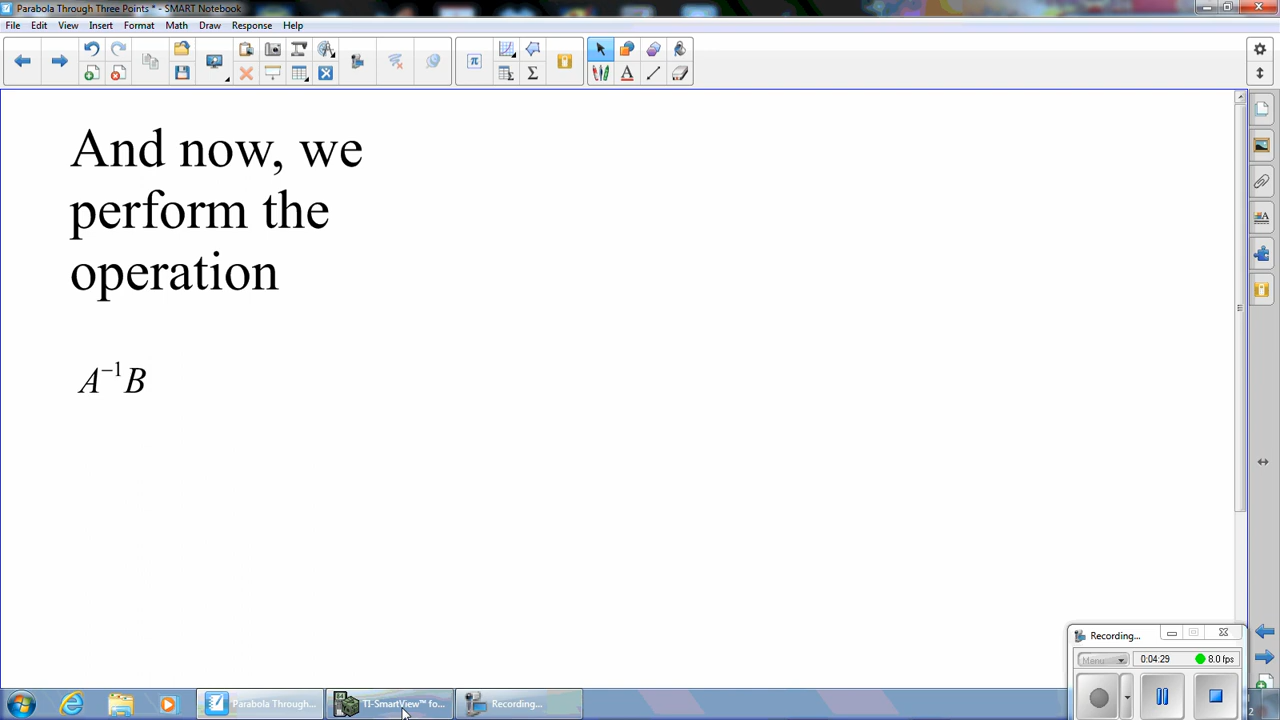 Parabola Through Three Points * - SMART Notebook
File Edit View Insert Format Math Draw Response Help
And now, we
perform the
operation
A⁻¹B
Recording...
Menu
0:04:29
8.0 fps
Parabola Through...
TI-SmartView™ fo...
Recording...